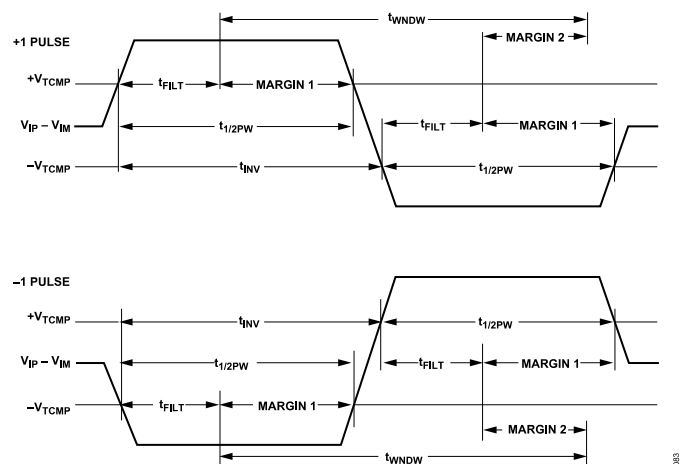 tWNDW
+1 PULSE
MARGIN 2
+VTCMP
tFILT
MARGIN 1
VIP – VIM
t1/2PW
tFILT
MARGIN 1
–VTCMP
tINV
t1/2PW
–1 PULSE
+VTCMP
tINV
t1/2PW
VIP – VIM
t1/2PW
tFILT
MARGIN 1
–VTCMP
tFILT
MARGIN 1
MARGIN 2
tWNDW
083